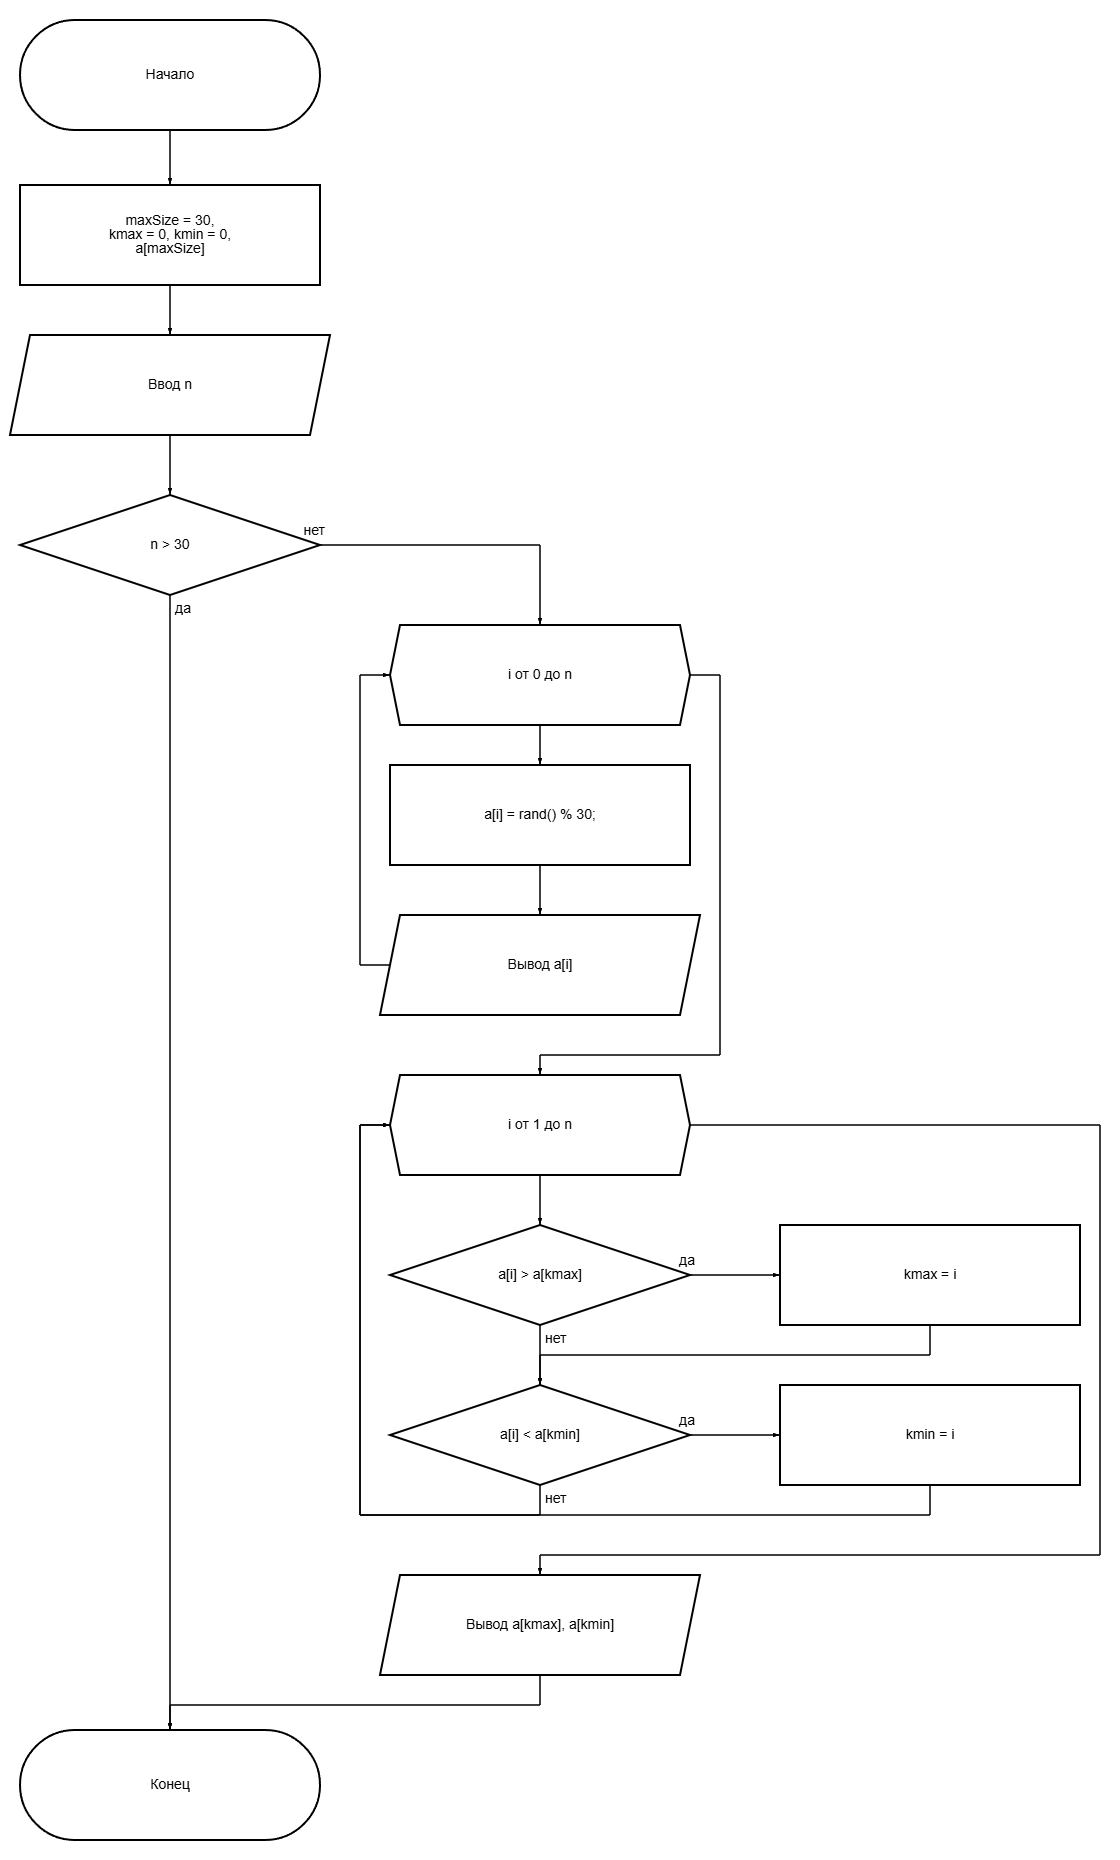 Начало
maxSize = 30,
kmax = 0, kmin = 0,
a[maxSize]
Ввод n
n > 30
нет
да
i от 0 до n
a[i] = rand() % 30;
Вывод a[i]
i от 1 до n
a[i] > a[kmax]
да
kmax = i
нет
a[i] < a[kmin]
да
kmin = i
нет
Вывод a[kmax], a[kmin]
Конец